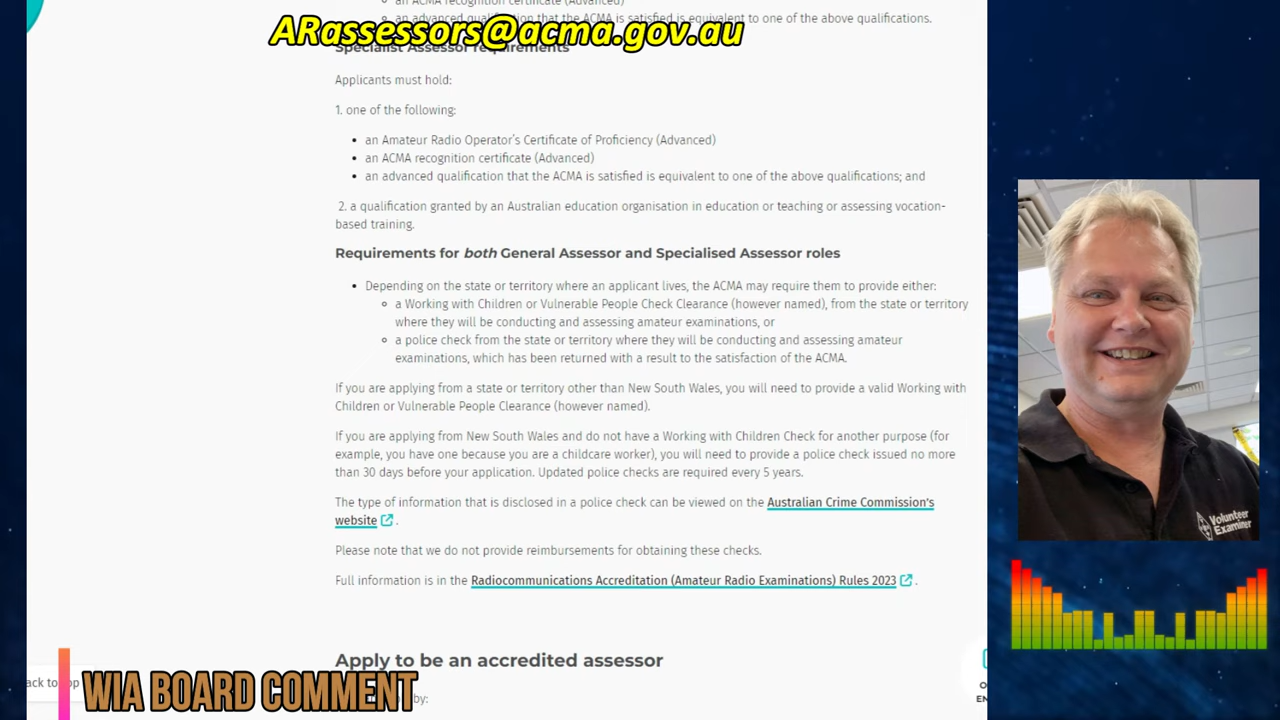 an ACMA recognition certificate (Advanced)
an advanced qualification that the ACMA is satisfied is equivalent to one of the above qualifications.
ARassessors@acma.gov.au
Specialist Assessor requirements
Applicants must hold:
1. one of the following:
an Amateur Radio Operator's Certificate of Proficiency (Advanced)
an ACMA recognition certificate (Advanced)
an advanced qualification that the ACMA is satisfied is equivalent to one of the above qualifications; and
2. a qualification granted by an Australian education organisation in education or teaching or assessing vocation-
based training.
Requirements for both General Assessor and Specialised Assessor roles
Depending on the state or territory where an applicant lives, the ACMA may require them to provide either:
a Working with Children or Vulnerable People Check Clearance (however named), from the state or territory
where they will be conducting and assessing amateur examinations, or
a police check from the state or territory where they will be conducting and assessing amateur
examinations, which has been returned with a result to the satisfaction of the ACMA.
If you are applying from a state or territory other than New South Wales, you will need to provide a valid Working with
Children or Vulnerable People Clearance (however named).
If you are applying from New South Wales and do not have a Working with Children Check for another purpose (for
example, you have one because you are a childcare worker), you will need to provide a police check issued no more
than 30 days before your application. Updated police checks are required every 5 years.
The type of information that is disclosed in a police check can be viewed on the Australian Crime Commission's
website.
Please note that we do not provide reimbursements for obtaining these checks.
Full information is in the Radiocommunications Accreditation (Amateur Radio Examinations) Rules 2023.
Volunteer
Examiner
Apply to be an accredited assessor
ack to top
WIA BOARD COMMENT
by: